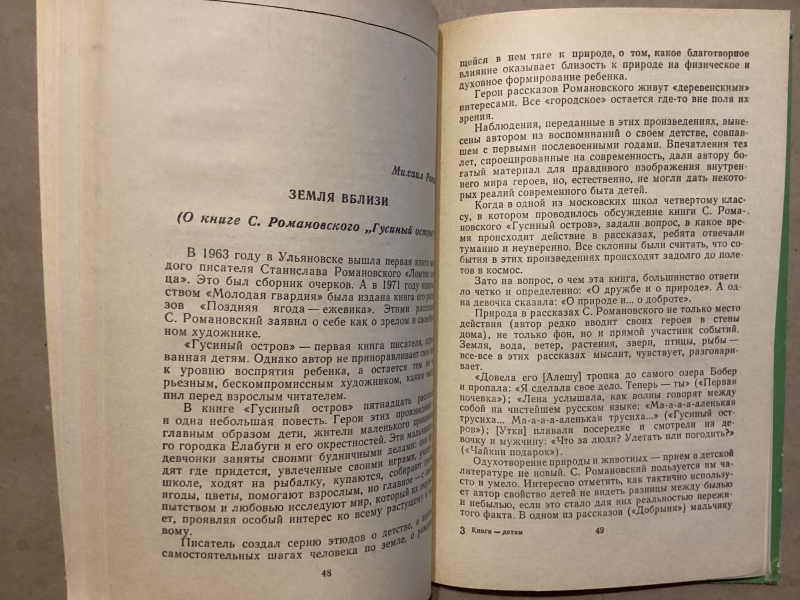 Михаил
ЗЕМЛЯ ВБЛИЗИ
(О книге С. Романовского „Гусиный остров
В 1963 году в Ульяновске вышла первая книга
дого писателя Станислава Романовского «Ломтик
ца». Это был сборник очерков. А в 1971 году
ством «Молодая гвардия» была издана книга его
зов «Поздняя ягода — ежевика». Этими
С. Романовский заявил о себе как о зрелом и
ном художнике.
«Гусиный остров» — первая книга писателя,
ванная детям. Однако автор не приноравливает
к уровню восприятия ребенка, а остается тем же
рьезным, бескомпромиссным художником, каким
пил перед взрослым читателем.
В книге «Гусиный остров» пятнадцать
и одна небольшая повесть. Герои этих произведений
главным образом дети, жители маленького
го городка Елабуги и его окрестностей. Эти
девчонки заняты своими будничными делами:
дят где придется, увлеченные своими играми,
школе, ходят на рыбалку, купаются, собирают
ягоды, цветы, помогают взрослым, но главное —
пытством и любовью исследуют мир, который их
ет, проявляя особый интерес ко всему растущему
вому.
Писатель создал серию этюдов о детстве, о
самостоятельных шагах человека по земле, о
48
щейся в нем тяге к природе, о том, какое благотворное
влияние оказывает близость к природе на физическое и
духовное формирование ребенка.
Герои рассказов Романовского живут «деревенскими»
интересами. Все «городское» остается где-то вне поля их
зрения.
Наблюдения, переданные в этих произведениях, выне-
сены автором из воспоминаний о своем детстве, совпав-
шем с первыми послевоенными годами. Впечатления тех
лет, спроецированные на современность, дали автору бо-
гатый материал для правдивого изображения внутрен-
него мира героев, но, естественно, не могли дать некото-
рых реалий современного быта детей.
Когда в одной из московских школ четвертому клас-
су, в котором проводилось обсуждение книги С. Рома-
новского «Гусиный остров», задали вопрос, в какое время
происходит действие в рассказах, ребята отвечали
туманно и неуверенно. Все склонны были считать, что со-
бытия в этих произведениях происходят задолго до поле-
тов в космос.
Зато на вопрос, о чем эта книга, большинство ответи
ло четко и определенно: «О дружбе и о природе». А од
на девочка сказала: «О природе и... о доброте».
Природа в рассказах С. Романовского не только место
действия (автор редко вводит своих героев в стены
дома), не только фон, но и прямой участник событий.
Земля, вода, ветер, растения, звери, птицы, рыбы —
все-все в этих рассказах мыслит, чувствует, разговари-
вает.
«Довела его [Алешу] тропка до самого озера Бобер
и пропала: «Я сделала свое дело. Теперь — ты» («Первая
ночевка»); «Лена услышала, как волны говорят между
собой на чистейшем русском языке: «Ма-а-а-а-аленькая
трусиха... Ма-а-а-а-аленькая трусиха...» («Гусиный ост-
ров»); [Утки] плавали посередке и смотрели на де-
вочку и мужчину: «Что за люди? Улетать или погодить?»
(«Чайкин подарок»).
Одухотворение природы и животных — прием в детской
литературе не новый. С. Романовский пользуется им ча-
сто и умело. Интересно отметить, как тактично использу-
ет автор свойство детей не видеть разницы между былью
и небылью, если это стало для них реальностью пережи-
того факта. В одном из рассказов («Добрыня») мальчику
3 Книги — детям
49